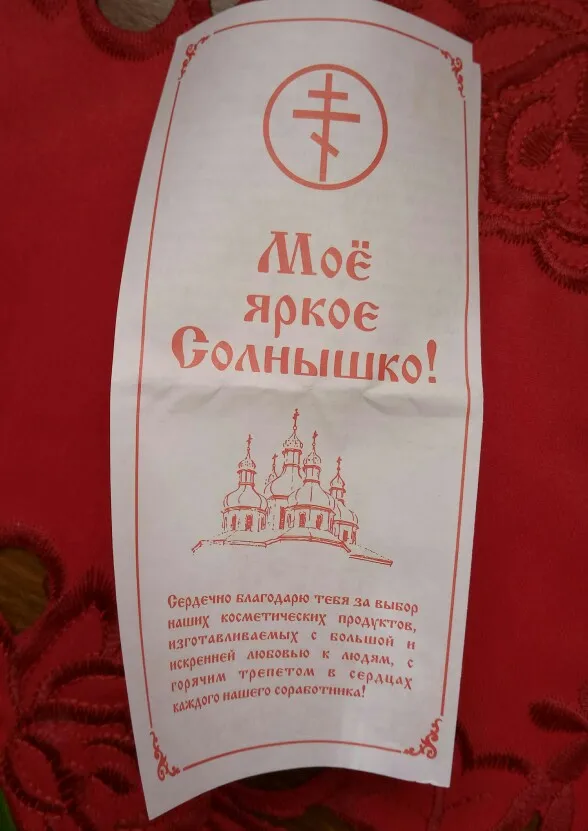 Моё
яркое
Солнышко!
Сердечно благодарю тебя за выбор
наших косметических продуктов,
изготавливаемых с большой и
искренней любовью к людям, с
горячим трепетом в сердцах
каждого нашего соработника!